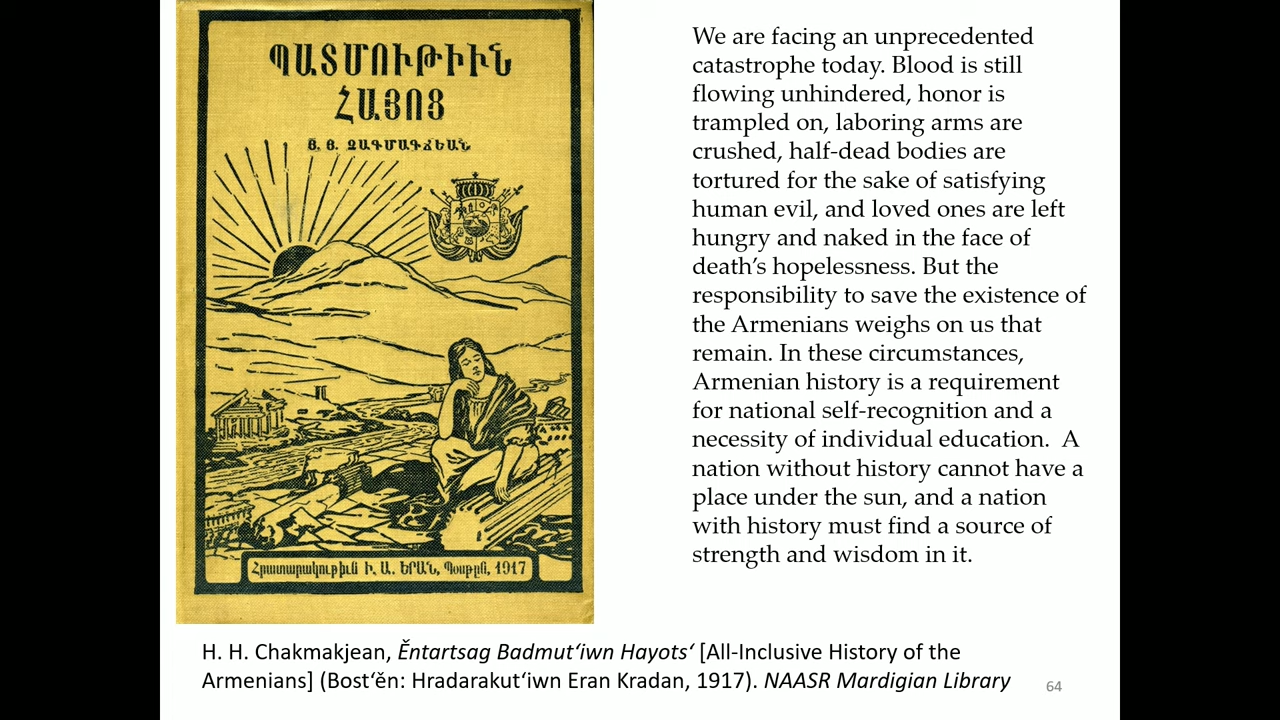 ՊԱՏՄՈՒԹԻՒՆ
ՀԱՅՈՑ
Յ. Յ. ՉԱԳՄԱԳՃԵԱՆ
Հրատարակութիւն Ի. Ա. ԵՐԱՆ, Պօսթըն, 1917
We are facing an unprecedented
catastrophe today. Blood is still
flowing unhindered, honor is
trampled on, laboring arms are
crushed, half-dead bodies are
tortured for the sake of satisfying
human evil, and loved ones are left
hungry and naked in the face of
death’s hopelessness. But the
responsibility to save the existence of
the Armenians weighs on us that
remain. In these circumstances,
Armenian history is a requirement
for national self-recognition and a
necessity of individual education.  A
nation without history cannot have a
place under the sun, and a nation
with history must find a source of
strength and wisdom in it.
H. H. Chakmakjean, Ěntartsag Badmut‘iwn Hayots‘ [All-Inclusive History of the
Armenians] (Bost‘ěn: Hradarakut‘iwn Eran Kradan, 1917). NAASR Mardigian Library
64